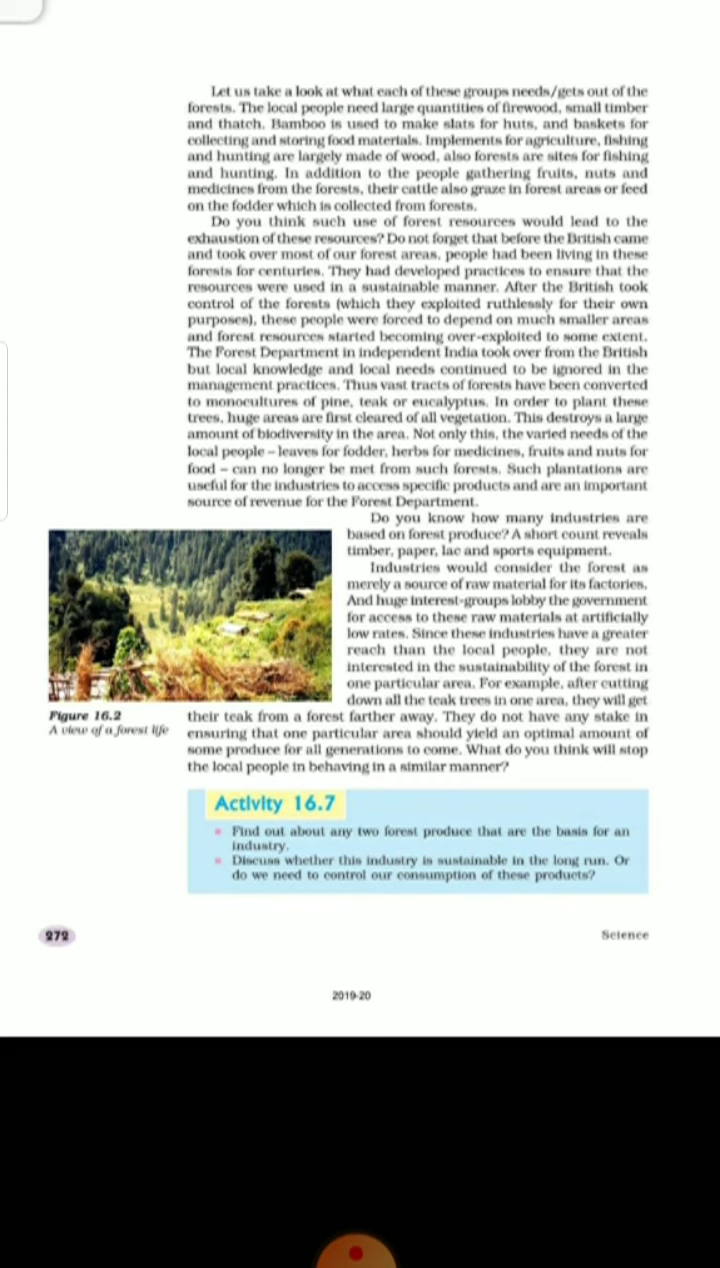 Let us take a look at what each of these groups needs/gets out of the
forests. The local people need large quantities of firewood, small timber
and thatch. Bamboo is used to make slats for huts, and baskets for
collecting and storing food materials. Implements for agriculture, fishing
and hunting are largely made of wood, also forests are sites for fishing
and hunting. In addition to the people gathering fruits, nuts and
medicines from the forests, their cattle also graze in forest areas or feed
on the fodder which is collected from forests.
Do you think such use of forest resources would lead to the
exhaustion of these resources? Do not forget that before the British came
and took over most of our forest areas, people had been living in these
forests for centuries. They had developed practices to ensure that the
resources were used in a sustainable manner. After the British took
control of the forests (which they exploited ruthlessly for their own
purposes), these people were forced to depend on much smaller areas
and forest resources started becoming over-exploited to some extent.
The Forest Department in independent India took over from the British
but local knowledge and local needs continued to be ignored in the
management practices. Thus vast tracts of forests have been converted
to monocultures of pine, teak or eucalyptus. In order to plant these
trees, huge areas are first cleared of all vegetation. This destroys a large
amount of biodiversity in the area. Not only this, the varied needs of the
local people – leaves for fodder, herbs for medicines, fruits and nuts for
food – can no longer be met from such forests. Such plantations are
useful for the industries to access specific products and are an important
source of revenue for the Forest Department.
Do you know how many industries are
based on forest produce? A short count reveals
timber, paper, lac and sports equipment.
Industries would consider the forest as
merely a source of raw material for its factories.
And huge interest-groups lobby the government
for access to these raw materials at artificially
low rates. Since these industries have a greater
reach than the local people, they are not
interested in the sustainability of the forest in
one particular area. For example, after cutting
down all the teak trees in one area, they will get
their teak from a forest farther away. They do not have any stake in
ensuring that one particular area should yield an optimal amount of
some produce for all generations to come. What do you think will stop
the local people in behaving in a similar manner?
Figure 16.2
A view of a forest life
Activity 16.7
Find out about any two forest produce that are the basis for an
industry.
Discuss whether this industry is sustainable in the long run. Or
do we need to control our consumption of these products?
272
Science
2019-20